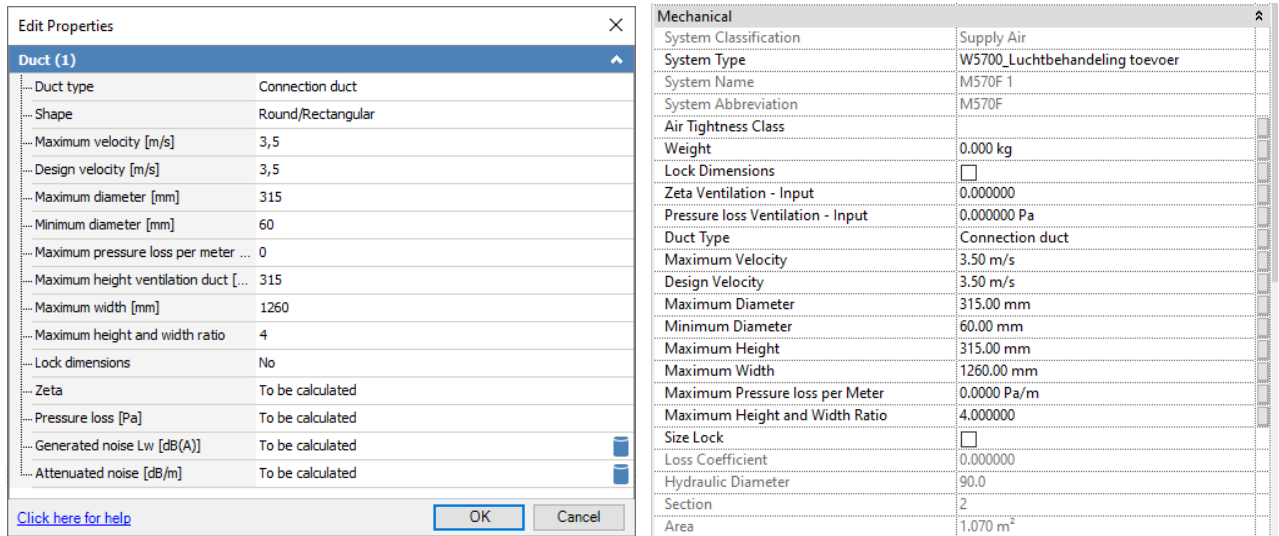 Edit Properties
Duct (1)
Duct type Connection duct
Shape Round/Rectangular
Maximum velocity [m/s] 3,5
Design velocity [m/s] 3,5
Maximum diameter [mm] 315
Minimum diameter [mm] 60
Maximum pressure loss per meter ... 0
Maximum height ventilation duct [... 315
Maximum width [mm] 1260
Maximum height and width ratio 4
Lock dimensions No
Zeta To be calculated
Pressure loss [Pa] To be calculated
Generated noise Lw [dB(A)] To be calculated
Attenuated noise [dB/m] To be calculated
Click here for help OK Cancel
Mechanical
System Classification Supply Air
System Type W5700_Luchtbehandeling toevoer
System Name M570F 1
System Abbreviation M570F
Air Tightness Class
Weight 0.000 kg
Lock Dimensions
Zeta Ventilation - Input 0.000000
Pressure loss Ventilation - Input 0.000000 Pa
Duct Type Connection duct
Maximum Velocity 3.50 m/s
Design Velocity 3.50 m/s
Maximum Diameter 315.00 mm
Minimum Diameter 60.00 mm
Maximum Height 315.00 mm
Maximum Width 1260.00 mm
Maximum Pressure loss per Meter 0.0000 Pa/m
Maximum Height and Width Ratio 4.000000
Size Lock
Loss Coefficient 0.000000
Hydraulic Diameter 90.0
Section 2
Area 1.070 m²